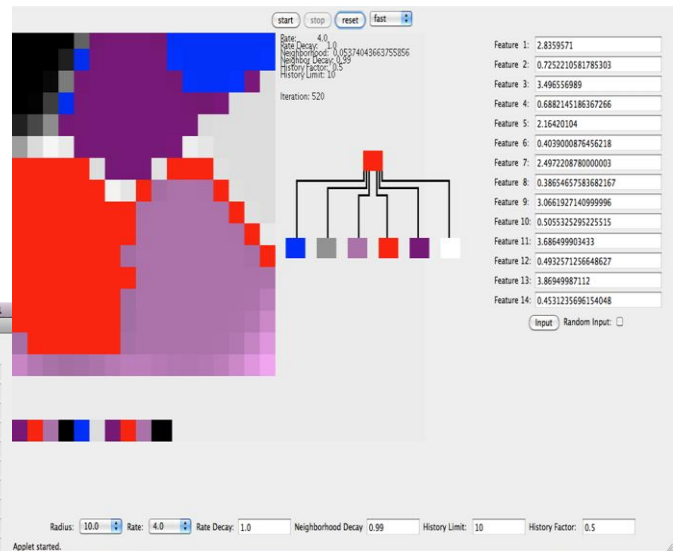 start stop reset fast
Rate: 4.0
Rate Decay: 1.0
Neighborhood: 0.05374043663755856
Neighbor Decay: 0.99
History Factor: 0.5
History Limit: 10
Iteration: 520
Feature 1: 2.8359571
Feature 2: 0.7252210581785303
Feature 3: 3.496556989
Feature 4: 0.6882145186367266
Feature 5: 2.16420104
Feature 6: 0.4039000876456218
Feature 7: 2.4972208780000003
Feature 8: 0.38654657583682167
Feature 9: 3.0661927140999996
Feature 10: 0.5055325295225515
Feature 11: 3.686499903433
Feature 12: 0.4932571256648627
Feature 13: 3.86949987112
Feature 14: 0.4531235696154048
Input Random Input:
Radius: 10.0 Rate: 4.0 Rate Decay: 1.0 Neighborhood Decay 0.99 History Limit: 10 History Factor: 0.5
Applet started.